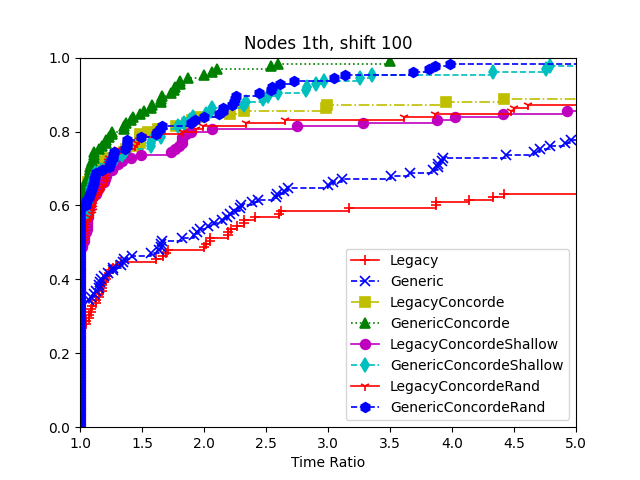 Nodes 1th, shift 100
1.0
0.8
0.6
0.4
0.2
0.0
1.0 1.5 2.0 2.5 3.0 3.5 4.0 4.5 5.0
Time Ratio
Legacy
Generic
LegacyConcorde
GenericConcorde
LegacyConcordeShallow
GenericConcordeShallow
LegacyConcordeRand
GenericConcordeRand